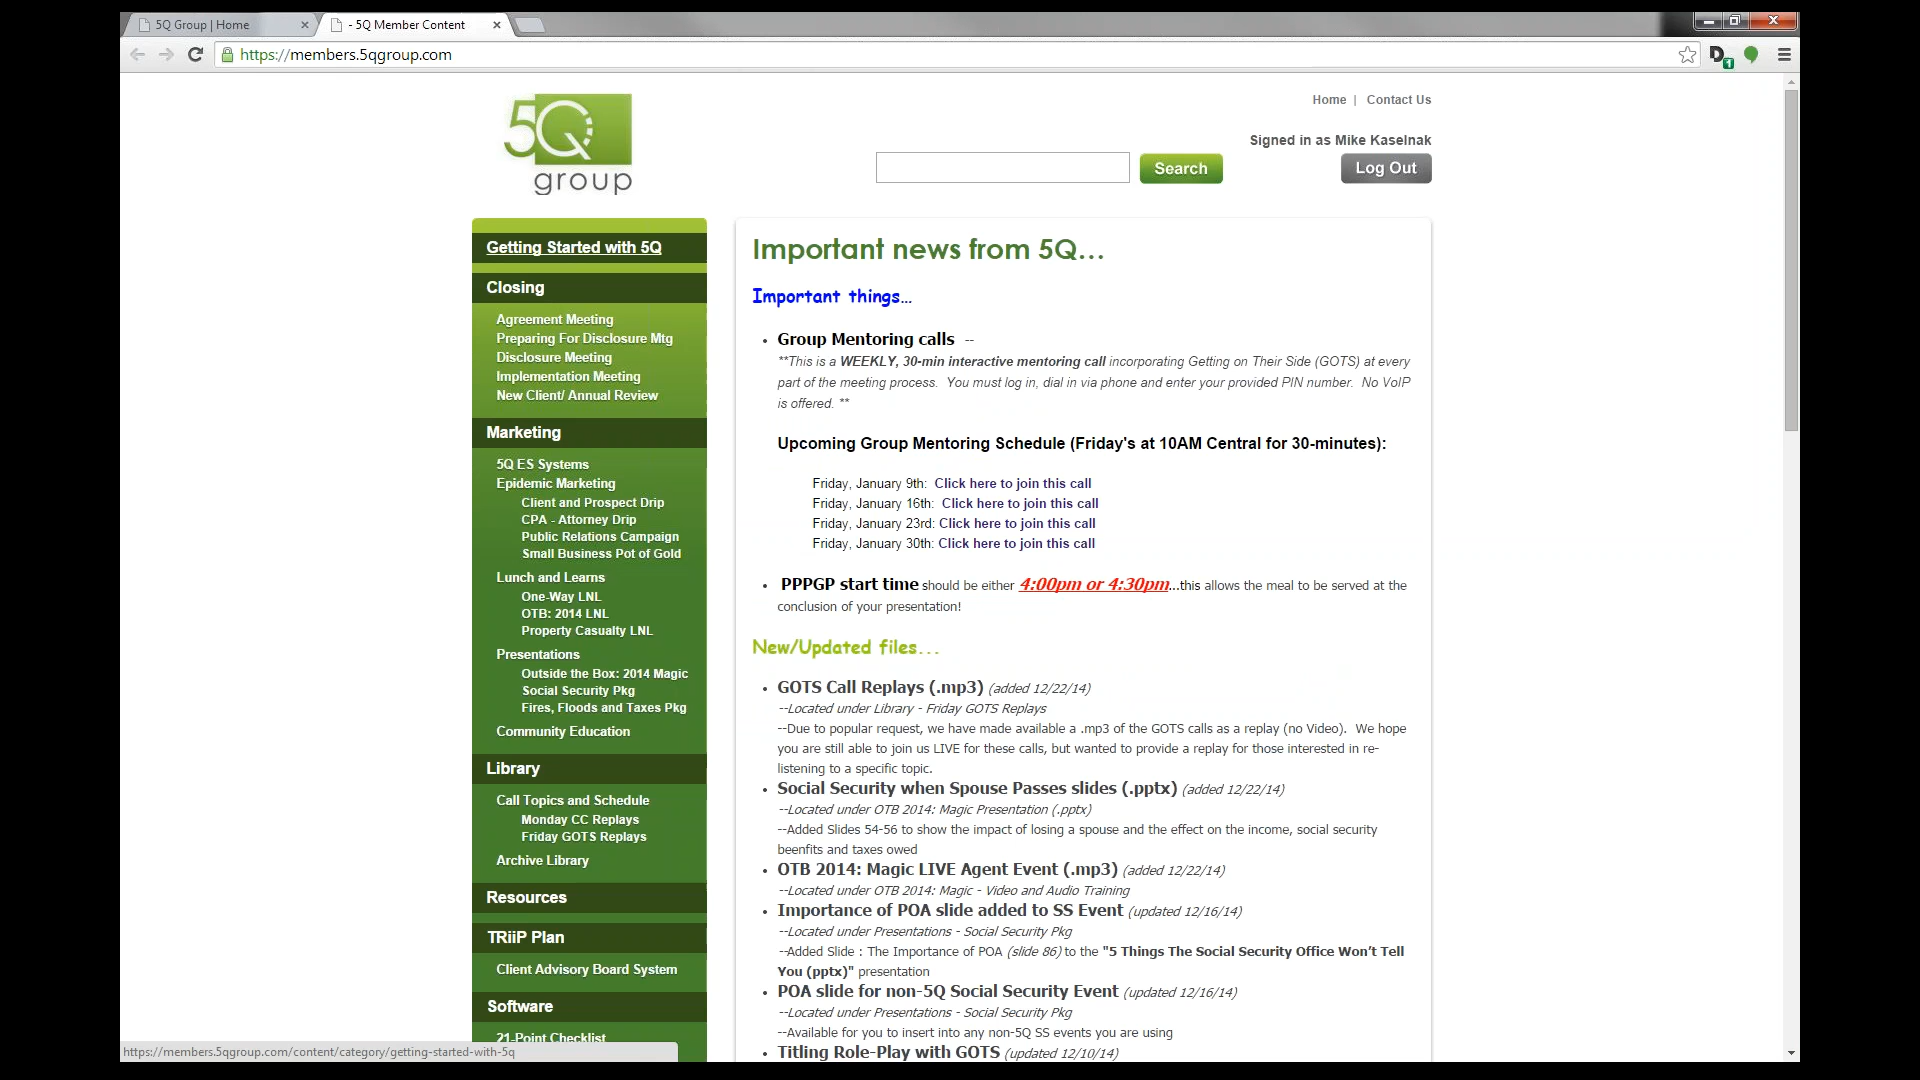 5Q Group | Home
- 5Q Member Content
https://members.5qgroup.com
D 1
5Q
group
Home | Contact Us
Signed in as Mike Kaselnak
Search
Log Out
Getting Started with 5Q
Closing
Agreement Meeting
Preparing For Disclosure Mtg
Disclosure Meeting
Implementation Meeting
New Client/ Annual Review
Marketing
5Q ES Systems
Epidemic Marketing
Client and Prospect Drip
CPA - Attorney Drip
Public Relations Campaign
Small Business Pot of Gold
Lunch and Learns
One-Way LNL
OTB: 2014 LNL
Property Casualty LNL
Presentations
Outside the Box: 2014 Magic
Social Security Pkg
Fires, Floods and Taxes Pkg
Community Education
Library
Call Topics and Schedule
Monday CC Replays
Friday GOTS Replays
Archive Library
Resources
TRiiP Plan
Client Advisory Board System
Software
21-Point Checklist
Important news from 5Q...
Important things...
• Group Mentoring calls --
**This is a WEEKLY, 30-min interactive mentoring call incorporating Getting on Their Side (GOTS) at every
part of the meeting process. You must log in, dial in via phone and enter your provided PIN number. No VoIP
is offered. **
Upcoming Group Mentoring Schedule (Friday's at 10AM Central for 30-minutes):
Friday, January 9th: Click here to join this call
Friday, January 16th: Click here to join this call
Friday, January 23rd: Click here to join this call
Friday, January 30th: Click here to join this call
• PPPGP start time should be either 4:00pm or 4:30pm...this allows the meal to be served at the
conclusion of your presentation!
New/Updated files...
• GOTS Call Replays (.mp3) (added 12/22/14)
--Located under Library - Friday GOTS Replays
--Due to popular request, we have made available a .mp3 of the GOTS calls as a replay (no Video). We hope
you are still able to join us LIVE for these calls, but wanted to provide a replay for those interested in re-
listening to a specific topic.
• Social Security when Spouse Passes slides (.pptx) (added 12/22/14)
--Located under OTB 2014: Magic Presentation (.pptx)
--Added Slides 54-56 to show the impact of losing a spouse and the effect on the income, social security
beenfits and taxes owed
• OTB 2014: Magic LIVE Agent Event (.mp3) (added 12/22/14)
--Located under OTB 2014: Magic - Video and Audio Training
• Importance of POA slide added to SS Event (updated 12/16/14)
--Located under Presentations - Social Security Pkg
--Added Slide : The Importance of POA (slide 86) to the "5 Things The Social Security Office Won't Tell
You (pptx)" presentation
• POA slide for non-5Q Social Security Event (updated 12/16/14)
--Located under Presentations - Social Security Pkg
--Available for you to insert into any non-5Q SS events you are using
• Titling Role-Play with GOTS (updated 12/10/14)
https://members.5qgroup.com/content/category/getting-started-with-5q